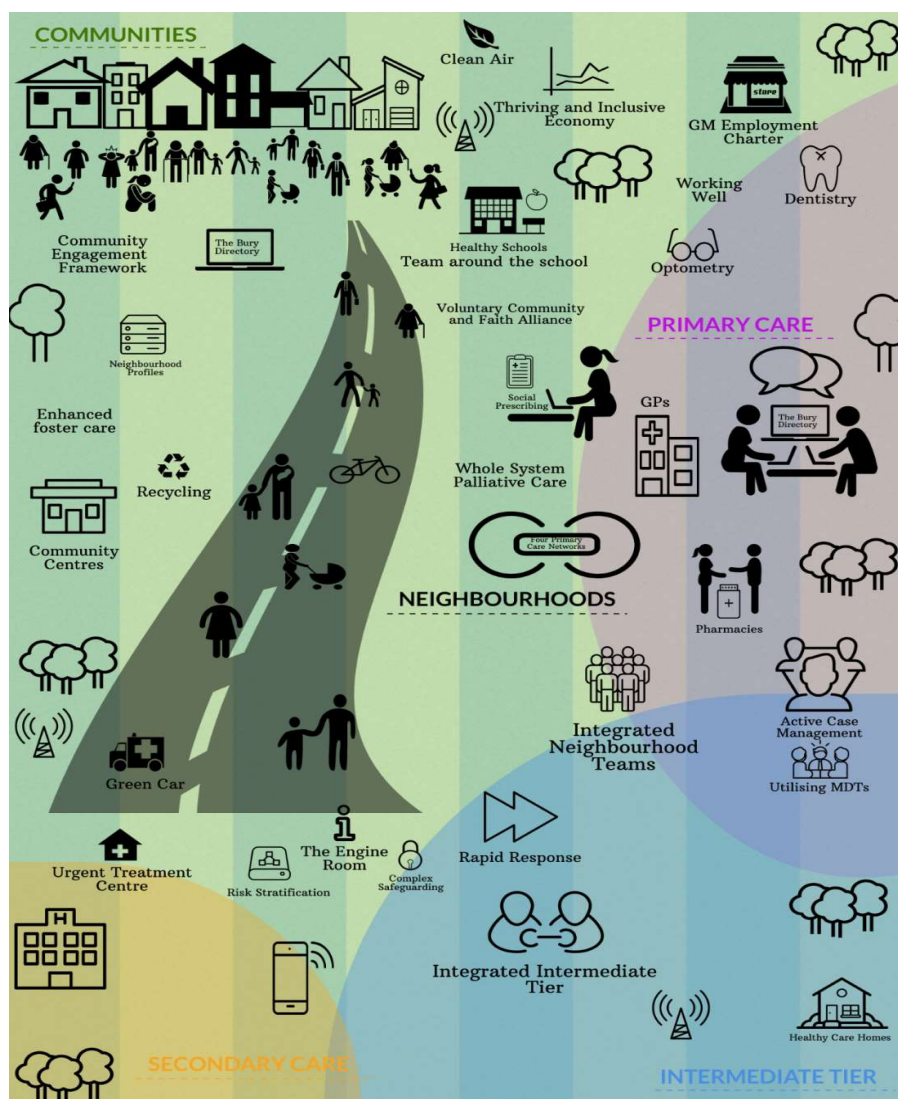 COMMUNITIES
Clean Air
Thriving and Inclusive
Economy
store
GM Employment
Charter
Working
Well
Dentistry
Community
Engagement
Framework
The Bury
Directory
Healthy Schools
Team around the school
Optometry
Voluntary Community
and Faith Alliance
PRIMARY CARE
Neighbourhood
Profiles
Social
Prescribing
GPs
The Bury
Directory
Enhanced
foster care
Recycling
Whole System
Palliative Care
Community
Centres
Four Primary
Care Networks
NEIGHBOURHOODS
Pharmacies
Integrated
Neighbourhood
Teams
Active Case
Management
Utilising MDTs
Green Car
Urgent Treatment
Centre
Risk Stratification
The Engine
Room
Complex
Safeguarding
Rapid Response
H
Integrated Intermediate
Tier
Healthy Care Homes
SECONDARY CARE
INTERMEDIATE TIER